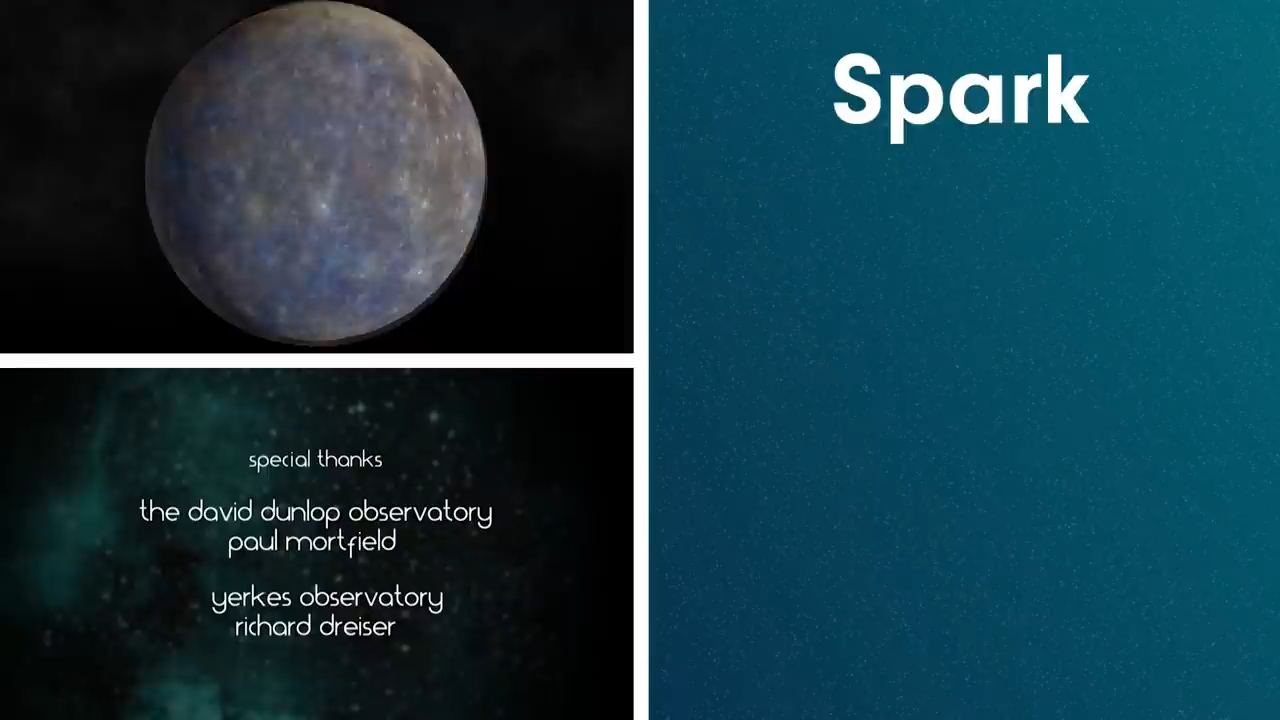 Spark
special thanks
the david dunlop observatory
paul mortfield
yerkes observatory
richard dreiser